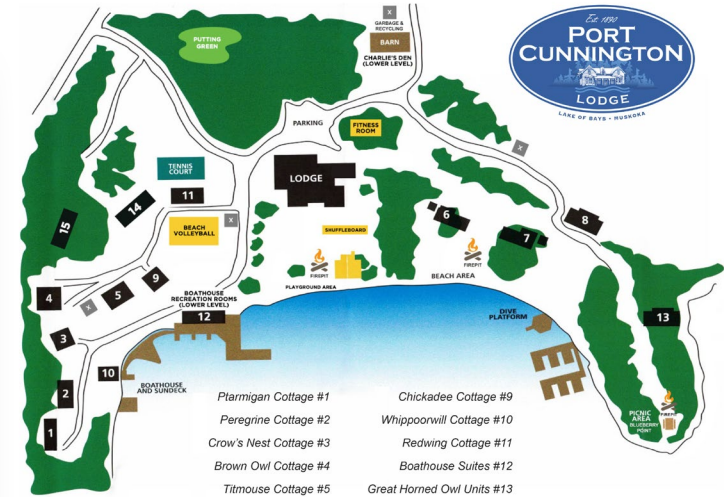 Est. 1890
PORT
CUNNINGTON
LODGE
LAKE OF BAYS • MUSKOKA
X
GARBAGE &
RECYCLING
BARN
CHARLIE'S DEN
(LOWER LEVEL)
PUTTING
GREEN
PARKING
FITNESS
ROOM
X
TENNIS
COURT
LODGE
11
14
15
BEACH
VOLLEYBALL
X
SHUFFLEBOARD
6
7
8
FIREPIT
FIREPIT
BEACH AREA
PLAYGROUND AREA
9
5
4
X
3
BOATHOUSE
RECREATION ROOMS
(LOWER LEVEL)
12
DIVE
PLATFORM
13
10
2
1
BOATHOUSE
AND SUNDECK
FIREPIT
PICNIC
AREA
BLUEBERRY
POINT
Ptarmigan Cottage #1
Peregrine Cottage #2
Crow's Nest Cottage #3
Brown Owl Cottage #4
Titmouse Cottage #5
Chickadee Cottage #9
Whippoorwill Cottage #10
Redwing Cottage #11
Boathouse Suites #12
Great Horned Owl Units #13